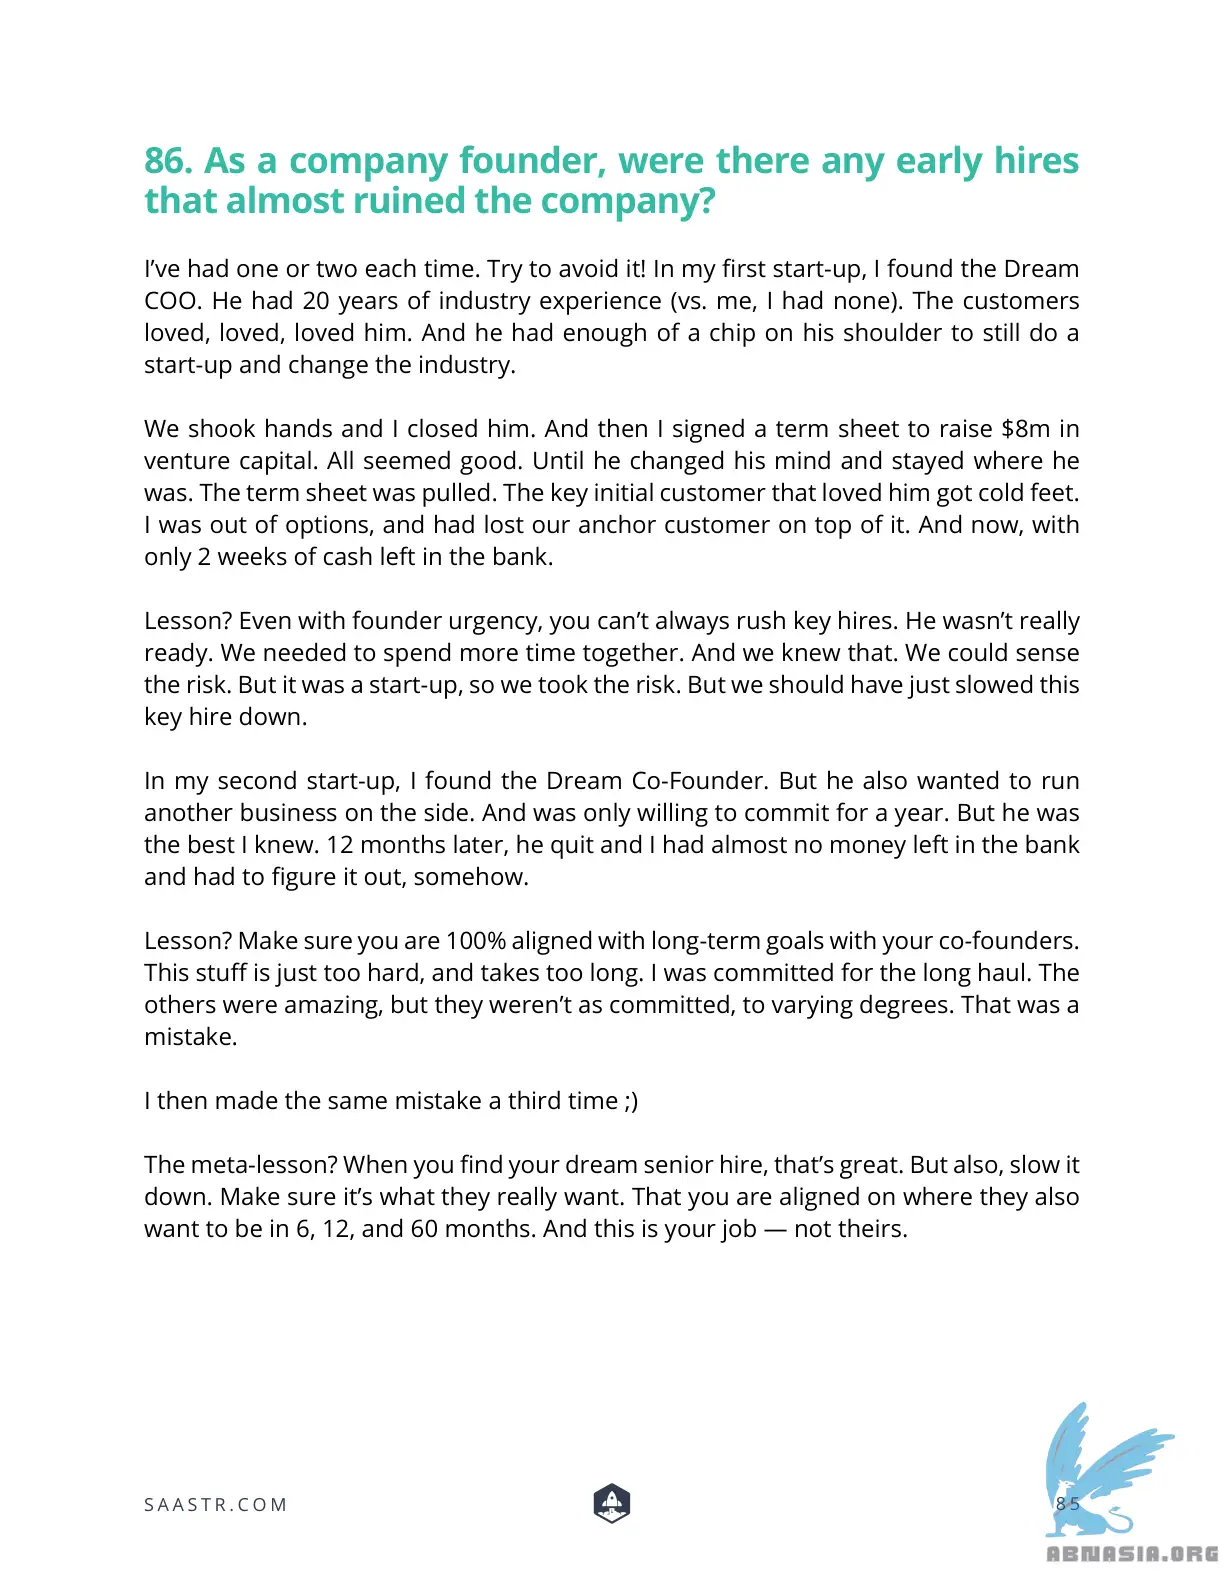 86. As a company founder, were there any early hires
that almost ruined the company?
I’ve had one or two each time. Try to avoid it! In my first start-up, I found the Dream
COO. He had 20 years of industry experience (vs. me, I had none). The customers
loved, loved, loved him. And he had enough of a chip on his shoulder to still do a
start-up and change the industry.
We shook hands and I closed him. And then I signed a term sheet to raise $8m in
venture capital. All seemed good. Until he changed his mind and stayed where he
was. The term sheet was pulled. The key initial customer that loved him got cold feet.
I was out of options, and had lost our anchor customer on top of it. And now, with
only 2 weeks of cash left in the bank.
Lesson? Even with founder urgency, you can’t always rush key hires. He wasn’t really
ready. We needed to spend more time together. And we knew that. We could sense
the risk. But it was a start-up, so we took the risk. But we should have just slowed this
key hire down.
In my second start-up, I found the Dream Co-Founder. But he also wanted to run
another business on the side. And was only willing to commit for a year. But he was
the best I knew. 12 months later, he quit and I had almost no money left in the bank
and had to figure it out, somehow.
Lesson? Make sure you are 100% aligned with long-term goals with your co-founders.
This stuff is just too hard, and takes too long. I was committed for the long haul. The
others were amazing, but they weren’t as committed, to varying degrees. That was a
mistake.
I then made the same mistake a third time ;)
The meta-lesson? When you find your dream senior hire, that’s great. But also, slow it
down. Make sure it’s what they really want. That you are aligned on where they also
want to be in 6, 12, and 60 months. And this is your job — not theirs.
SAASTR.COM
85
ABNASIA.ORG